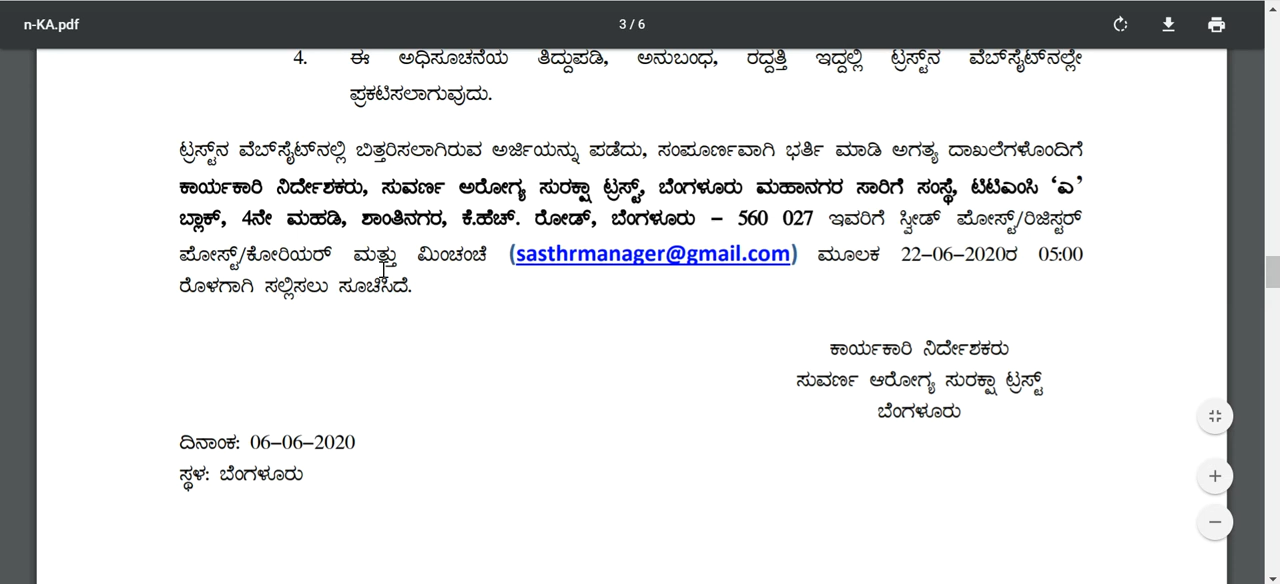 n-KA.pdf
3 / 6
4. ಈ ಅಧಿಸೂಚನೆಯ ತಿದ್ದುಪಡಿ, ಅನುಬಂಧ, ರದ್ದತ್ತಿ ಇದ್ದಲ್ಲಿ ಟ್ರಸ್ಟ್‌ನ ವೆಬ್‌ಸೈಟ್‌ನಲ್ಲೇ
ಪ್ರಕಟಿಸಲಾಗುವುದು.
ಟ್ರಸ್ಟ್‌ನ ವೆಬ್‌ಸೈಟ್‌ನಲ್ಲಿ ಬಿತ್ತರಿಸಲಾಗಿರುವ ಅರ್ಜಿಯನ್ನು ಪಡೆದು, ಸಂಪೂರ್ಣವಾಗಿ ಭರ್ತಿ ಮಾಡಿ ಅಗತ್ಯ ದಾಖಲೆಗಳೊಂದಿಗೆ
ಕಾರ್ಯಕಾರಿ ನಿರ್ದೇಶಕರು, ಸುವರ್ಣ ಅರೋಗ್ಯ ಸುರಕ್ಷಾ ಟ್ರಸ್ಟ್, ಬೆಂಗಳೂರು ಮಹಾನಗರ ಸಾರಿಗೆ ಸಂಸ್ಥೆ, ಟಿಟಿಎಂಸಿ ‘ಎ’
ಬ್ಲಾಕ್, 4ನೇ ಮಹಡಿ, ಶಾಂತಿನಗರ, ಕೆ.ಹೆಚ್. ರೋಡ್, ಬೆಂಗಳೂರು – 560 027 ಇವರಿಗೆ ಸ್ಪೀಡ್ ಪೋಸ್ಟ್/ರಿಜಿಸ್ಟರ್
ಪೋಸ್ಟ್/ಕೋರಿಯರ್ ಮತ್ತು ಮಿಂಚಂಚೆ (sasthrmanager@gmail.com) ಮೂಲಕ 22–06–2020ರ 05:00
ರೊಳಗಾಗಿ ಸಲ್ಲಿಸಲು ಸೂಚಿಸಿದೆ.
ಕಾರ್ಯಕಾರಿ ನಿರ್ದೇಶಕರು
ಸುವರ್ಣ ಆರೋಗ್ಯ ಸುರಕ್ಷಾ ಟ್ರಸ್ಟ್
ಬೆಂಗಳೂರು
ದಿನಾಂಕ: 06–06–2020
ಸ್ಥಳ: ಬೆಂಗಳೂರು